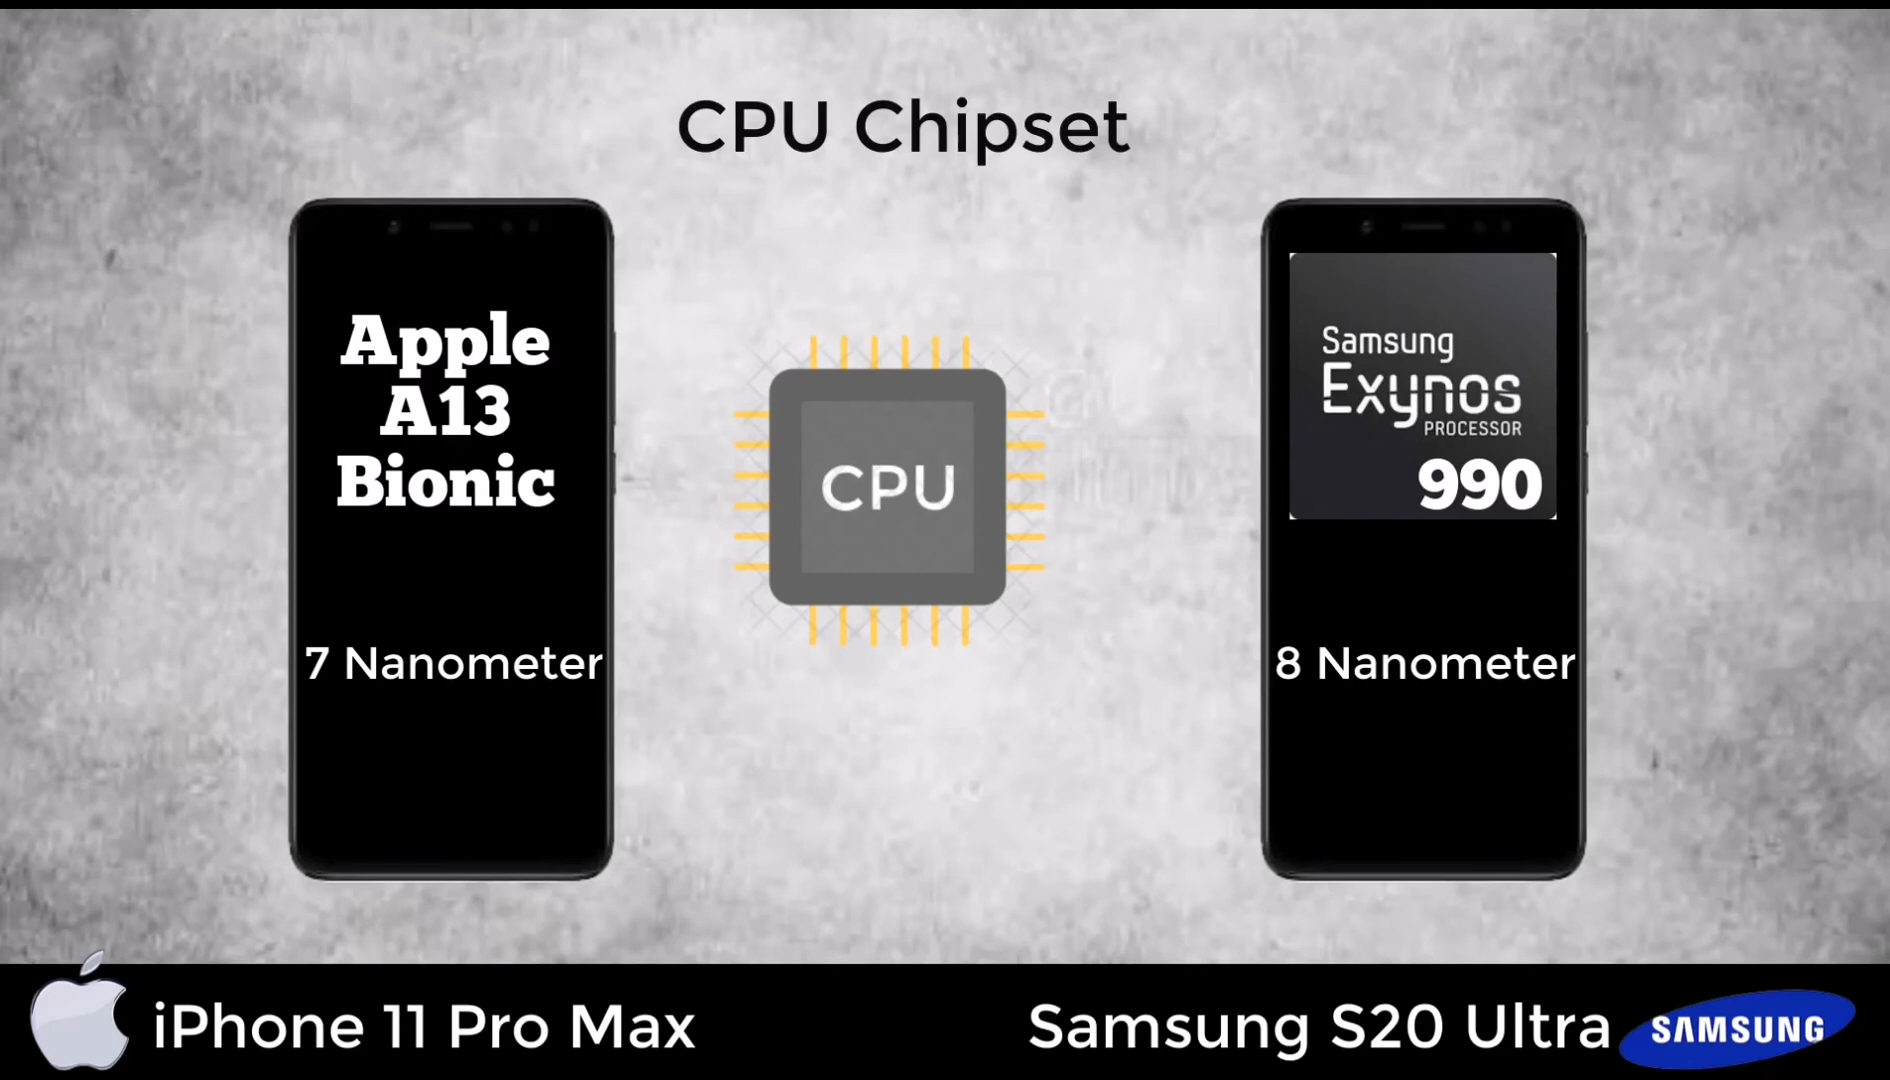 CPU Chipset
Apple
A13
Bionic
7 Nanometer
CPU
Samsung
Exynos
PROCESSOR
990
8 Nanometer
iPhone 11 Pro Max
Samsung S20 Ultra
SAMSUNG